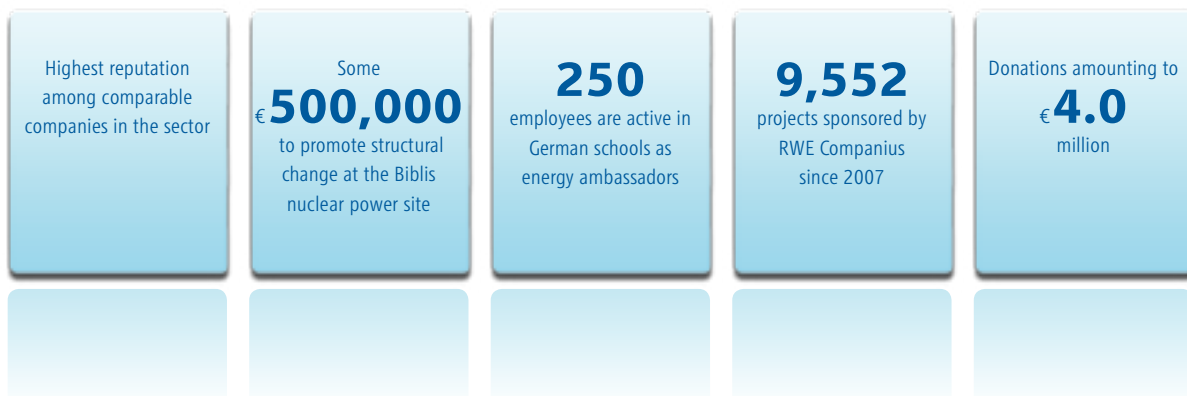 Highest reputation
among comparable
companies in the sector
Some
€500,000
to promote structural
change at the Biblis
nuclear power site
250
employees are active in
German schools as
energy ambassadors
9,552
projects sponsored by
RWE Companius
since 2007
Donations amounting to
€4.0
million